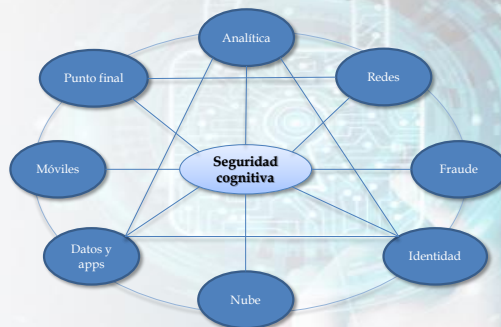 Analítica
Punto final
Redes
Seguridad
cognitiva
Móviles
Fraude
Datos y
apps
Identidad
Nube